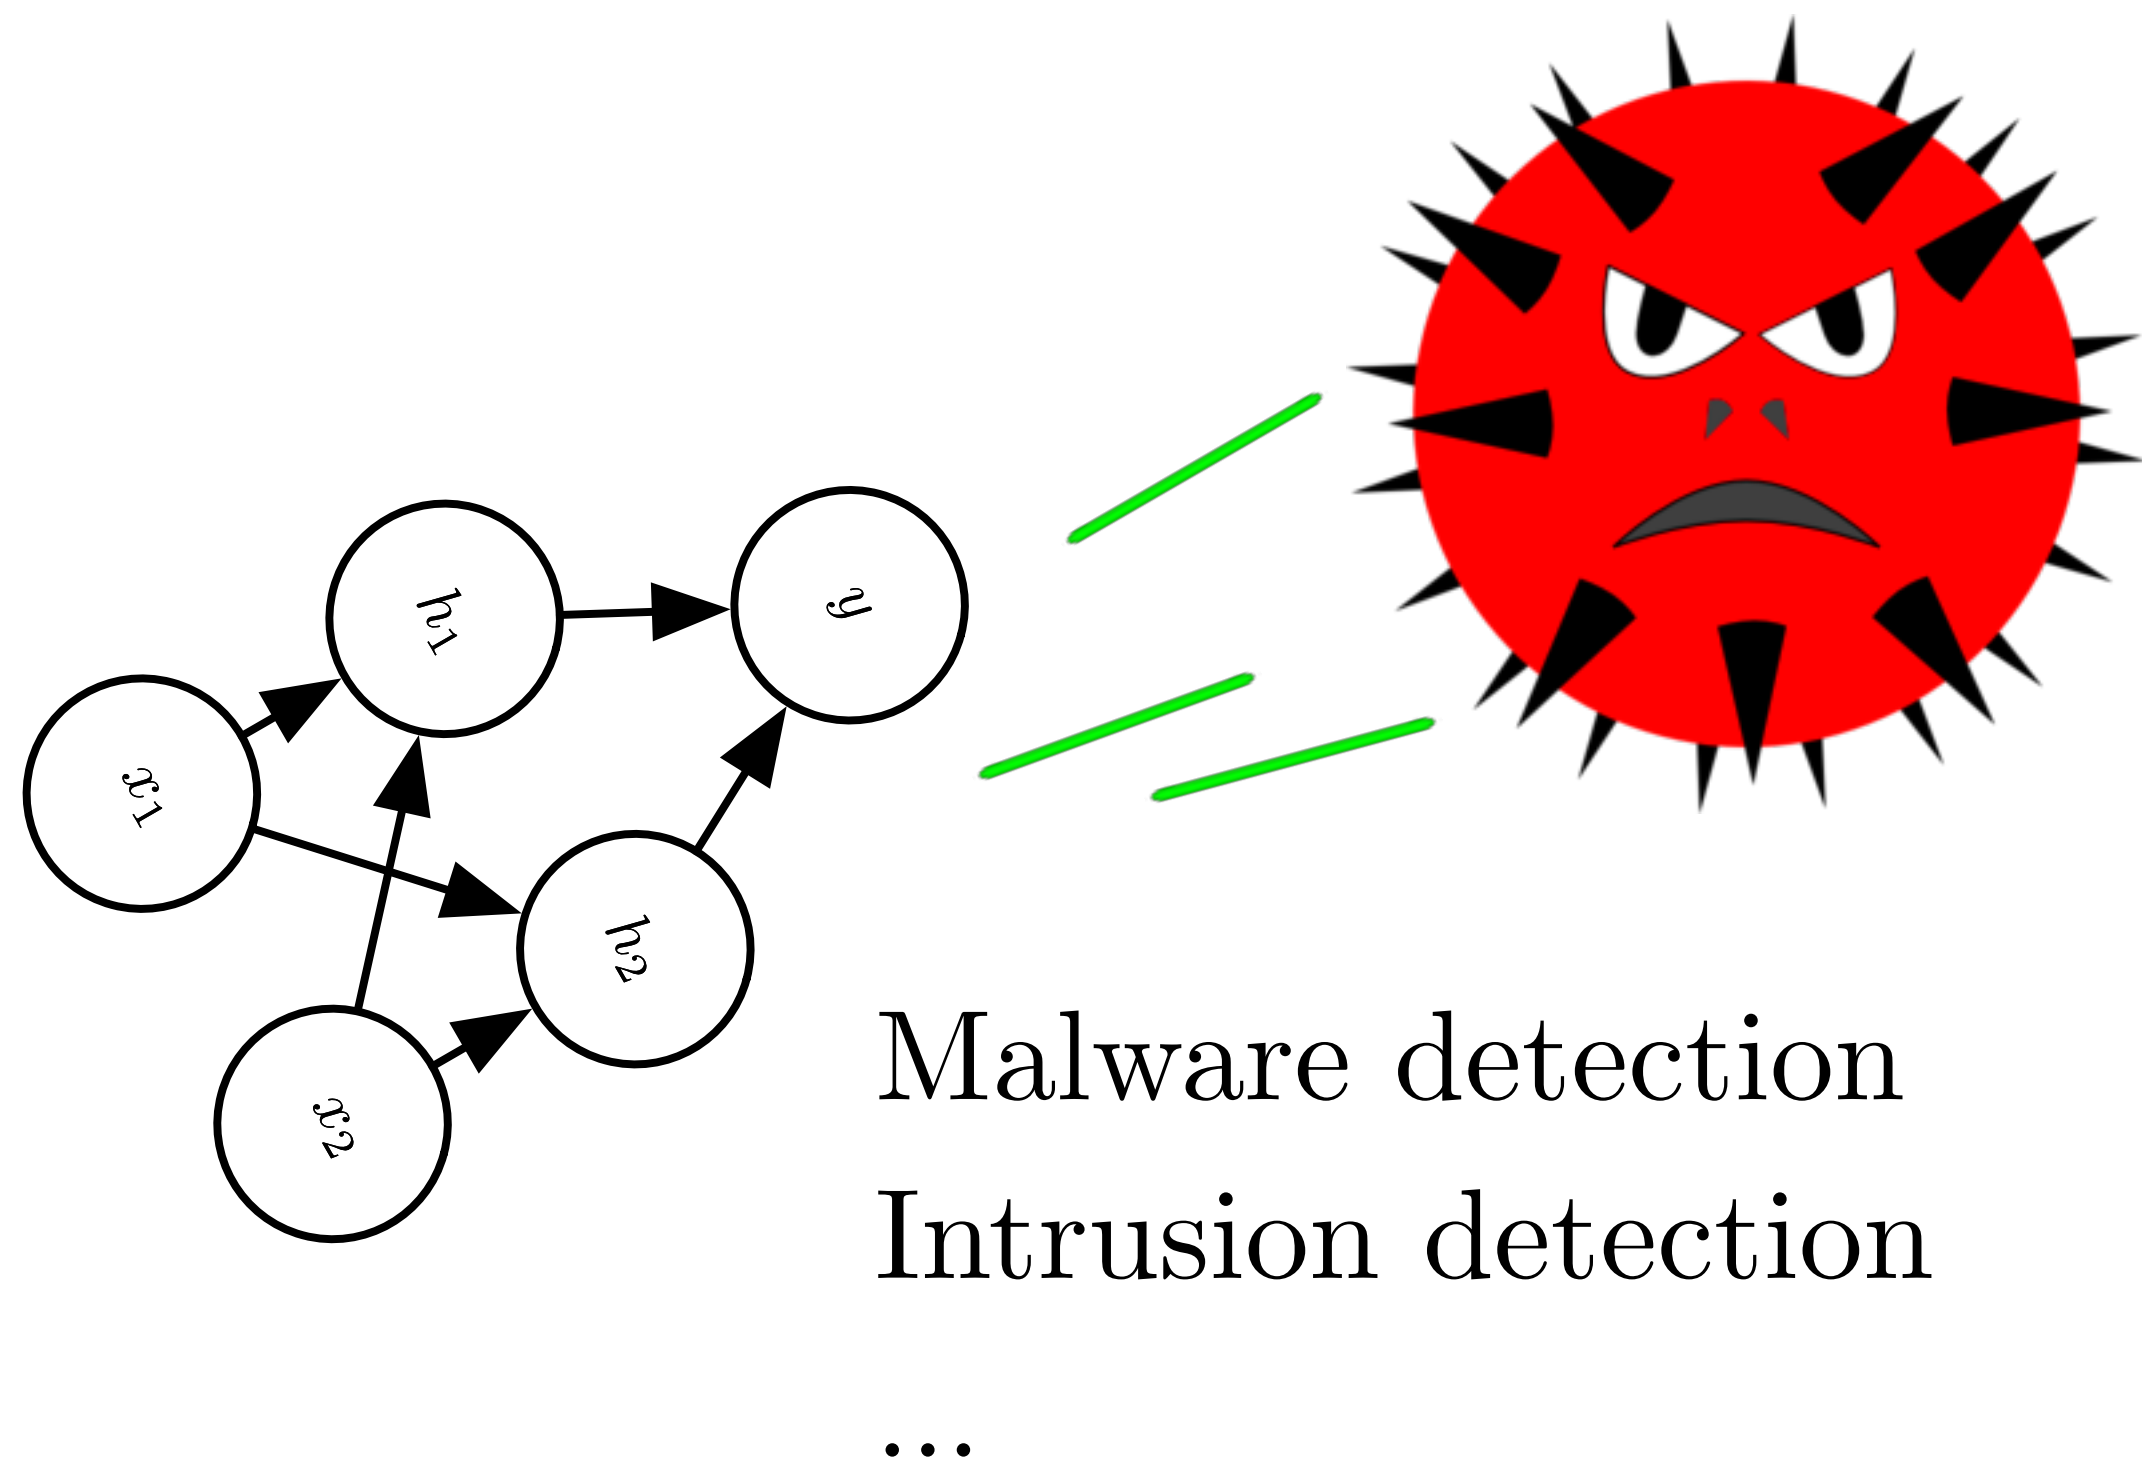 h₁
y
x₁
h₂
x₂
Malware detection
Intrusion detection
...